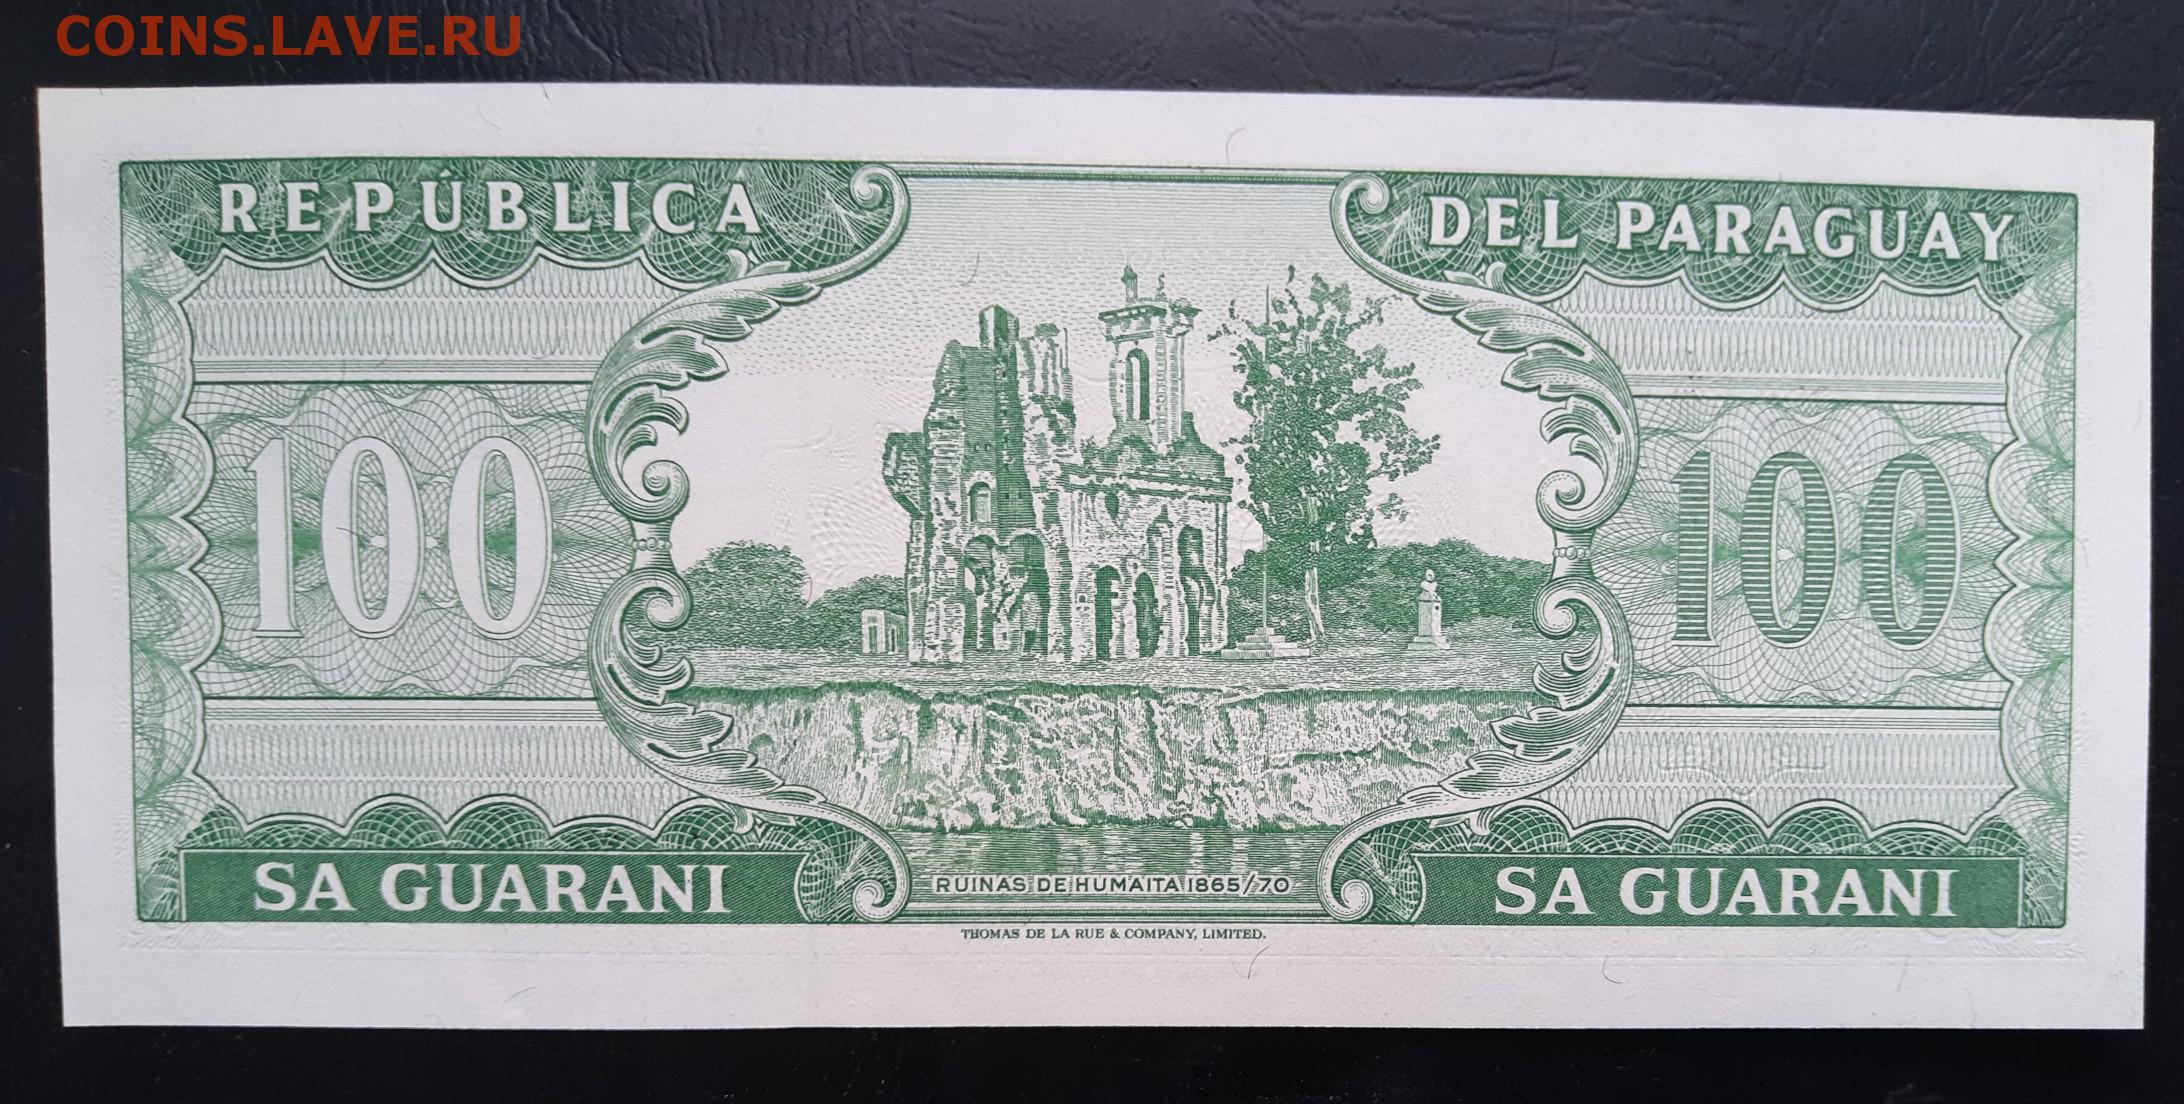 COINS.LAVE.RU
REPÚBLICA DEL PARAGUAY
100 100
SA GUARANI SA GUARANI
RUINAS DE HUMAITA 1865/70
THOMAS DE LA RUE & COMPANY, LIMITED.